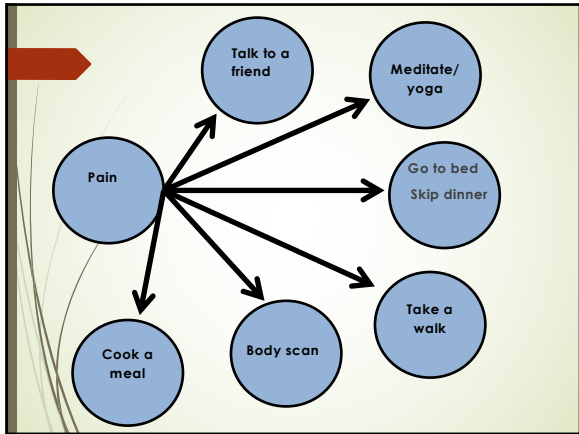 Talk to a
friend
Meditate/
yoga
Pain
Go to bed
Skip dinner
Take a
walk
Cook a
meal
Body scan